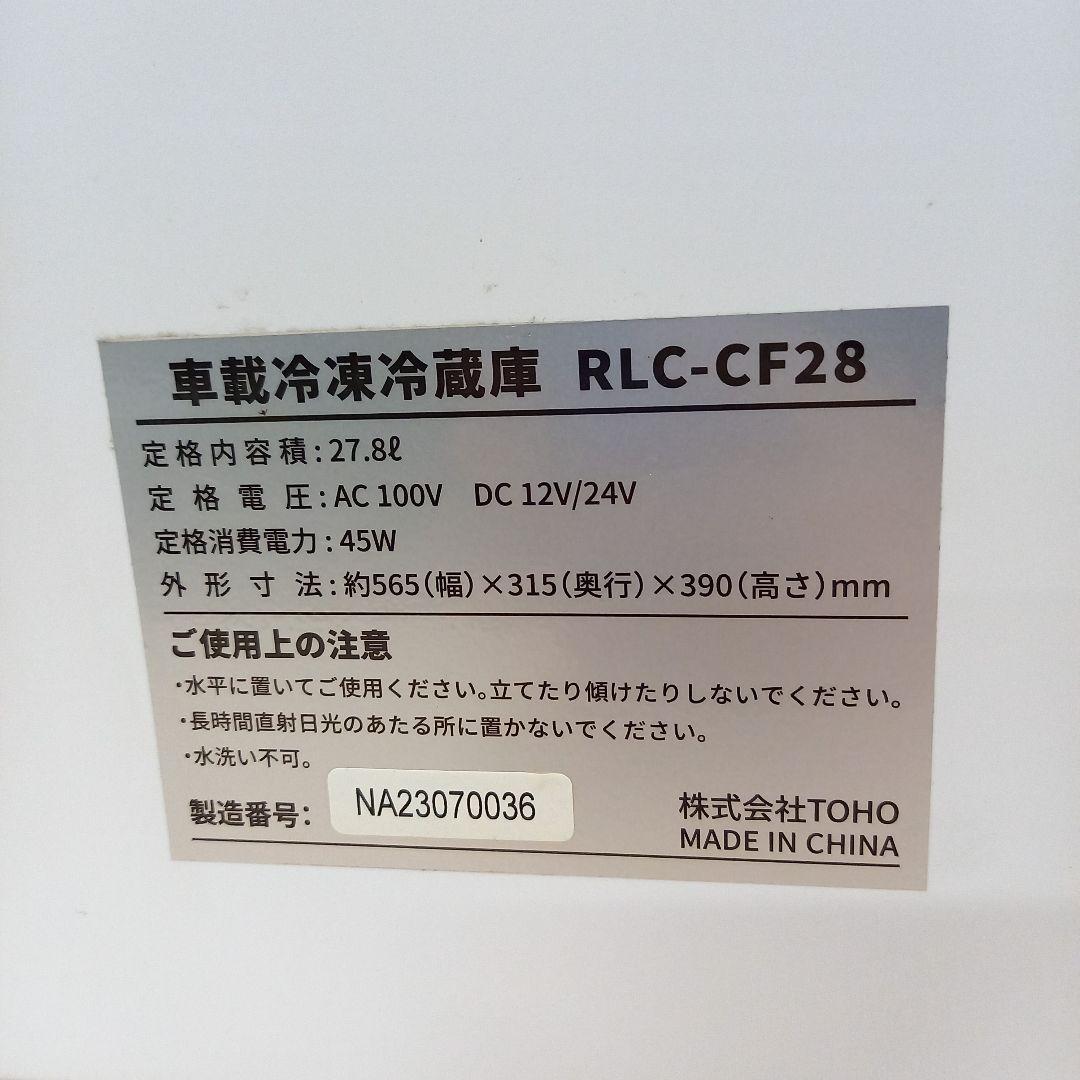 車載冷凍冷蔵庫 RLC-CF28
定格内容積:27.8ℓ
定格電圧:AC 100V DC 12V/24V
定格消費電力:45W
外形寸法:約565(幅)×315(奥行)×390(高さ)mm
ご使用上の注意
・水平に置いてご使用ください。立てたり傾けたりしないでください。
・長時間直射日光のあたる所に置かないでください。
・水洗い不可。
製造番号: NA23070036
株式会社TOHO
MADE IN CHINA